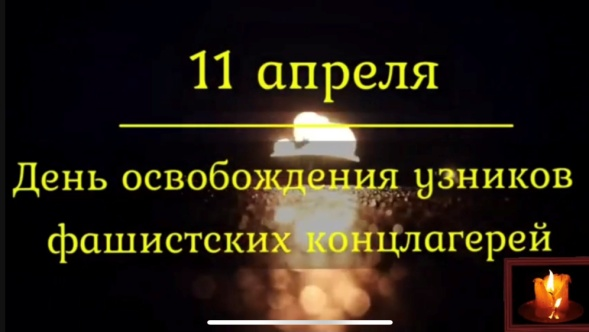 11 апреля
День освобождения узников
фашистских концлагерей